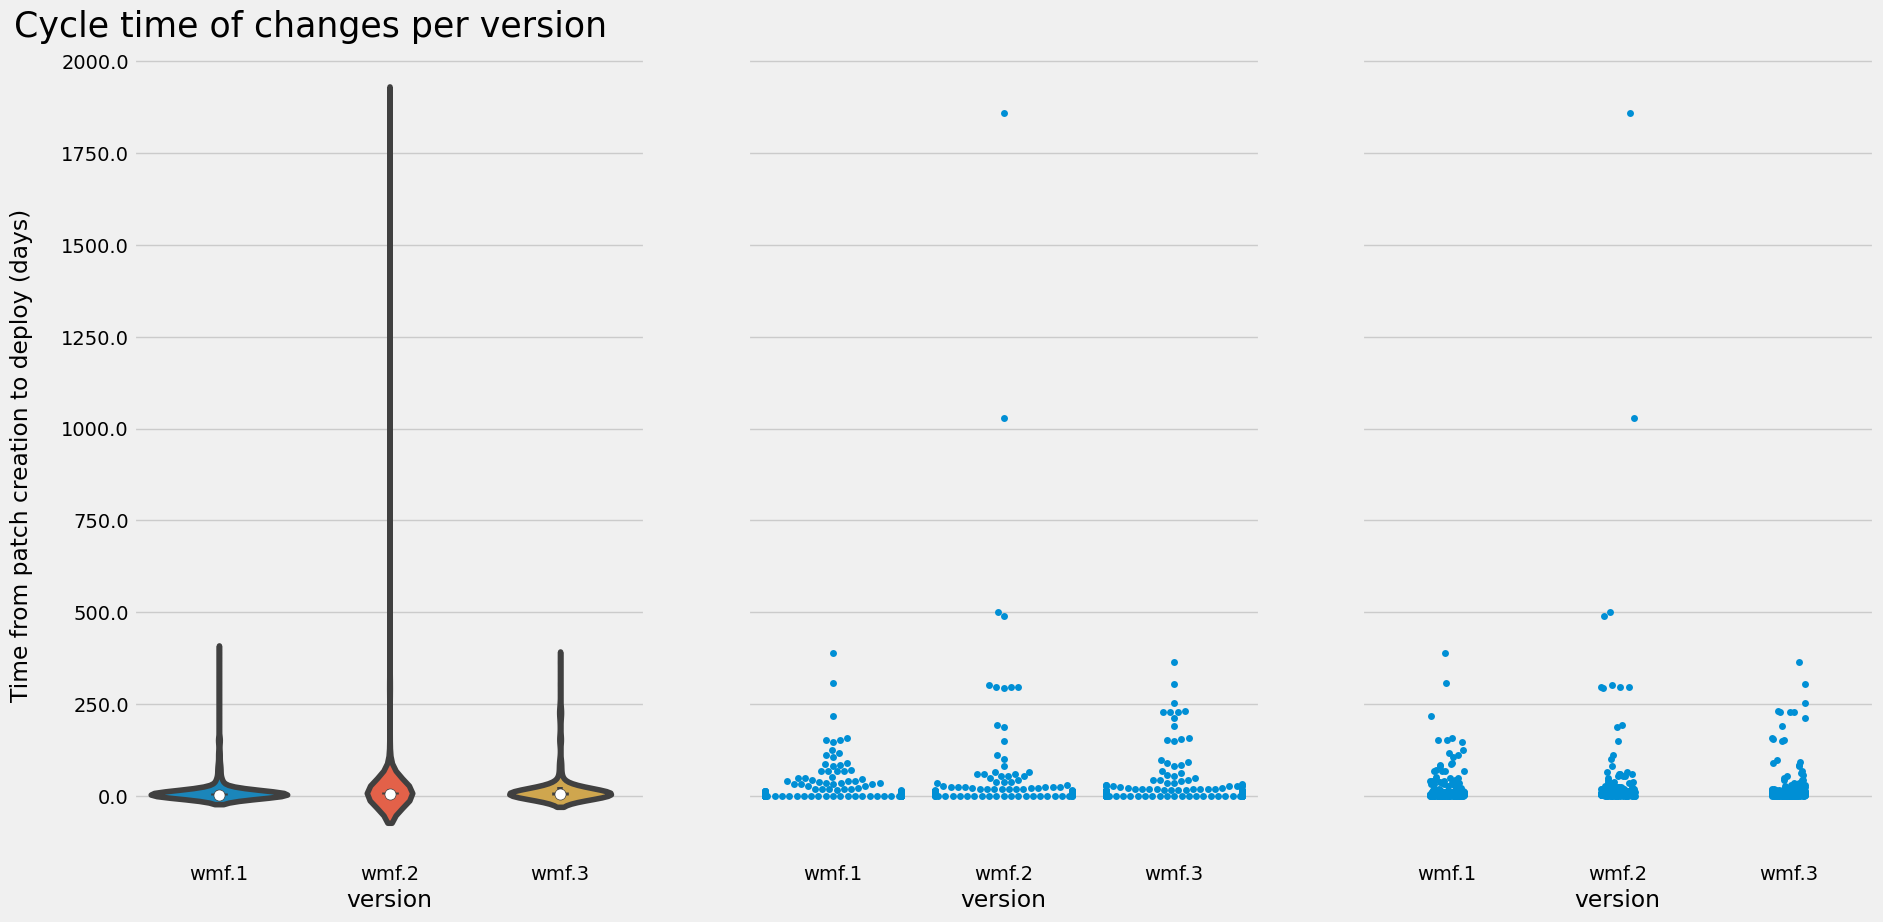 Cycle time of changes per version
Time from patch creation to deploy (days)
2000.0
1750.0
1500.0
1250.0
1000.0
750.0
500.0
250.0
0.0
wmf.1 wmf.2 wmf.3
version
wmf.1 wmf.2 wmf.3
version
wmf.1 wmf.2 wmf.3
version